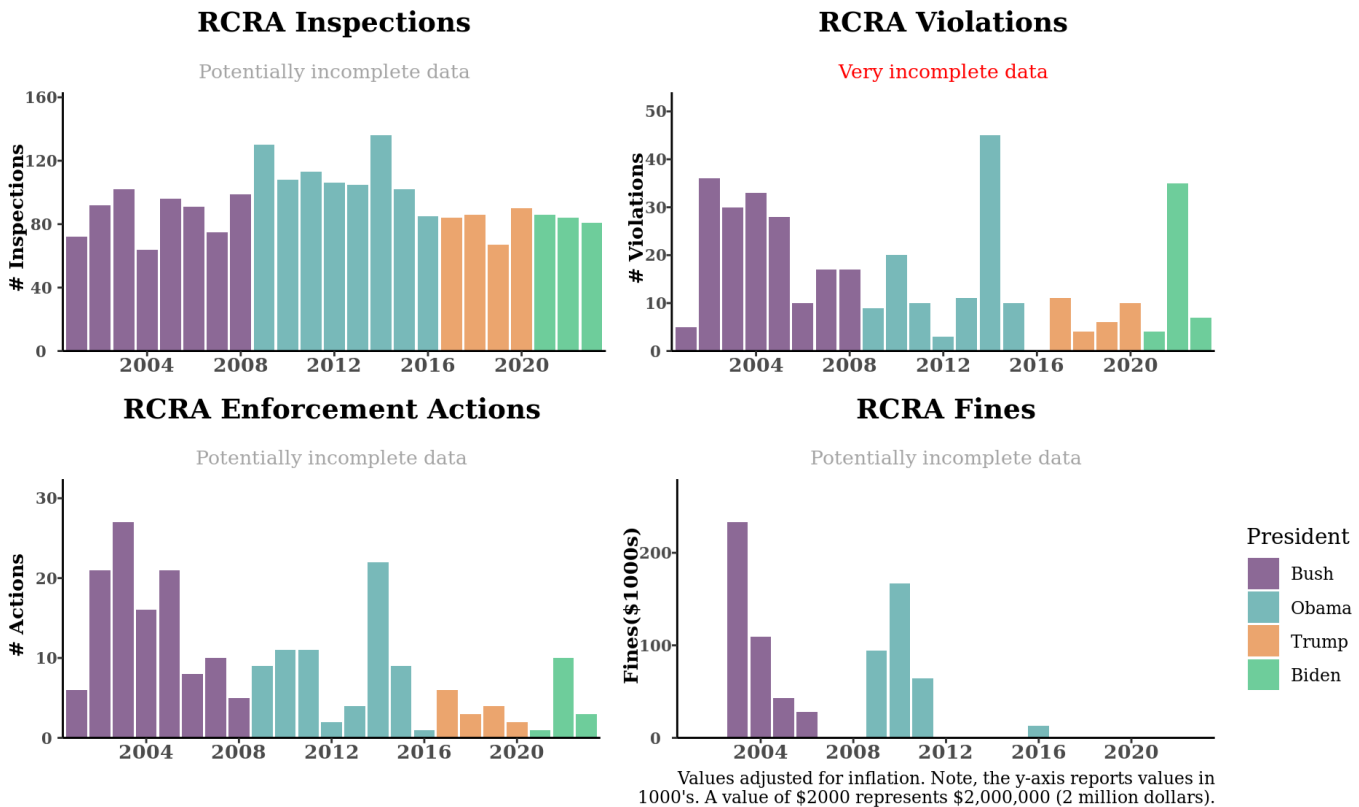 RCRA Inspections
Potentially incomplete data
# Inspections
160
120
80
40
0
2004 2008 2012 2016 2020
RCRA Violations
Very incomplete data
# Violations
50
40
30
20
10
0
2004 2008 2012 2016 2020
RCRA Enforcement Actions
Potentially incomplete data
# Actions
30
20
10
0
2004 2008 2012 2016 2020
RCRA Fines
Potentially incomplete data
Fines($1000s)
200
100
0
2004 2008 2012 2016 2020
President
Bush
Obama
Trump
Biden
Values adjusted for inflation. Note, the y-axis reports values in
1000's. A value of $2000 represents $2,000,000 (2 million dollars).